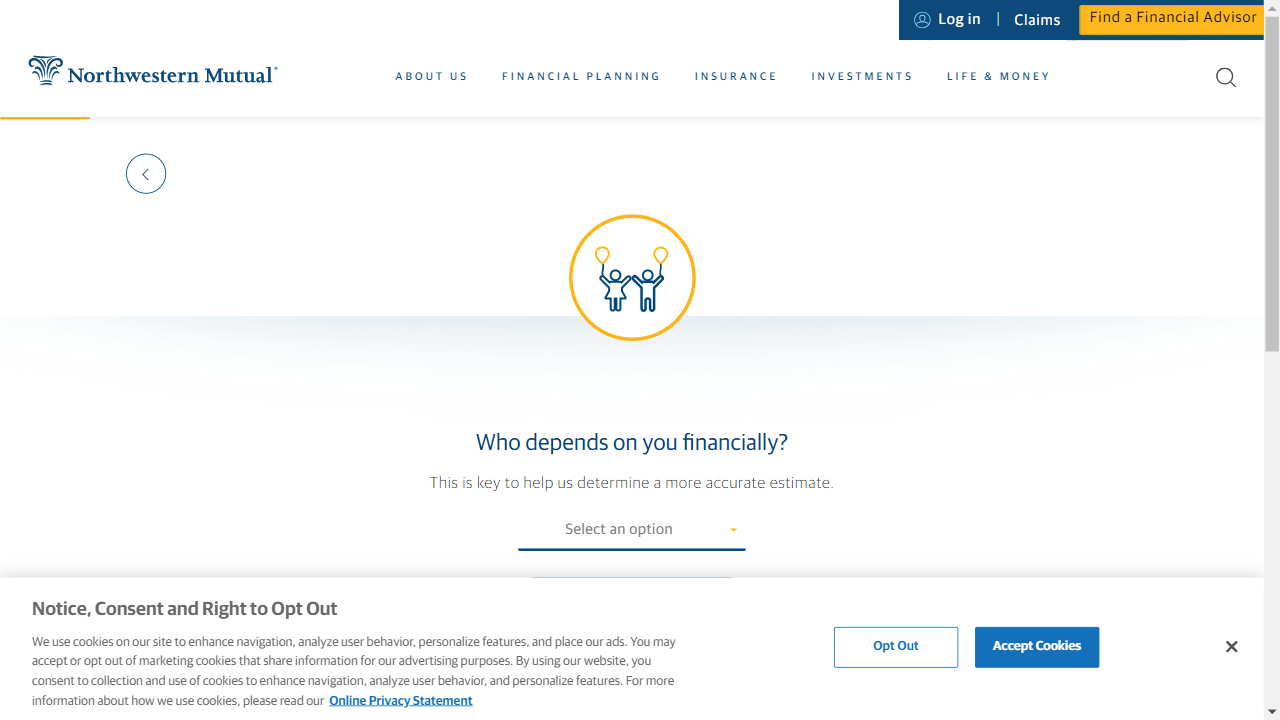 Log in | Claims Find a Financial Advisor
Northwestern Mutual®
ABOUT US FINANCIAL PLANNING INSURANCE INVESTMENTS LIFE & MONEY
Who depends on you financially?
This is key to help us determine a more accurate estimate.
Select an option
Notice, Consent and Right to Opt Out
We use cookies on our site to enhance navigation, analyze user behavior, personalize features, and place our ads. You may
accept or opt out of marketing cookies that share information for our advertising purposes. By using our website, you
consent to collection and use of cookies to enhance navigation, analyze user behavior, and personalize features. For more
information about how we use cookies, please read our Online Privacy Statement
Opt Out Accept Cookies